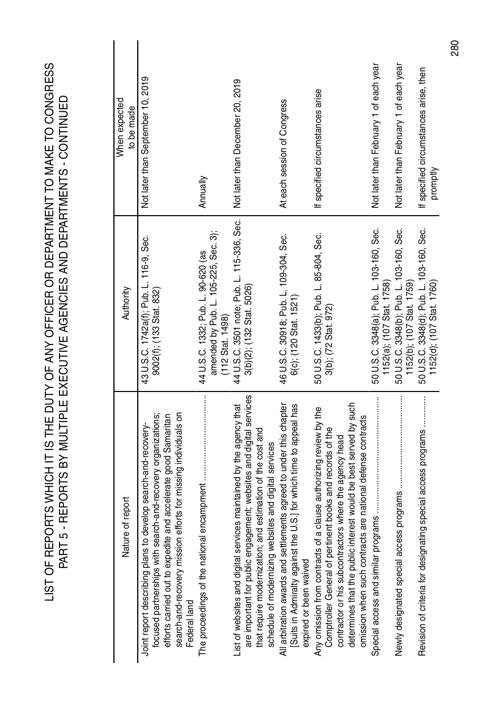 LIST OF REPORTS WHICH IT IS THE DUTY OF ANY OFFICER OR DEPARTMENT TO MAKE TO CONGRESS
PART 5 - REPORTS BY MULTIPLE EXECUTIVE AGENCIES AND DEPARTMENTS - CONTINUED
Nature of report
Authority
When expected
to be made
Joint report describing plans to develop search-and-recovery-
focused partnerships with search-and-recovery organizations;
efforts carried out to expedite and accelerate good Samaritan
search-and-recovery mission efforts for missing individuals on
Federal land
43 U.S.C. 1742a(f); Pub. L. 116-9, Sec.
9002(f); (133 Stat. 832)
Not later than September 10, 2019
The proceedings of the national encampment
44 U.S.C. 1332; Pub. L. 90-620 (as
amended by Pub. L. 105-225, Sec. 3);
(112 Stat. 1498)
Annually
List of websites and digital services maintained by the agency that
are important for public engagement; websites and digital services
that require modernization; and estimation of the cost and
schedule of modernizing websites and digital services
44 U.S.C. 3501 note; Pub. L. 115-336, Sec.
3(b)(2); (132 Stat. 5026)
Not later than December 20, 2019
All arbitration awards and settlements agreed to under this chapter
[Suits in Admiralty against the U.S.] for which time to appeal has
expired or been waived
46 U.S.C. 30918; Pub. L. 109-304, Sec.
6(c); (120 Stat. 1521)
At each session of Congress
Any omission from contracts of a clause authorizing review by the
Comptroller General of pertinent books and records of the
contractor or his subcontractors where the agency head
determines that the public interest would be best served by such
omission when such contracts are national defense contracts
50 U.S.C. 1433(b); Pub. L. 85-804, Sec.
3(b); (72 Stat. 972)
If specified circumstances arise
Special access and similar programs
50 U.S.C. 3348(a); Pub. L. 103-160, Sec.
1152(a); (107 Stat. 1758)
Not later than February 1 of each year
Newly designated special access programs
50 U.S.C. 3348(b); Pub. L. 103-160, Sec.
1152(b); (107 Stat. 1759)
Not later than February 1 of each year
Revision of criteria for designating special access programs
50 U.S.C. 3348(d); Pub. L. 103-160, Sec.
1152(d); (107 Stat. 1760)
If specified circumstances arise, then
promptly
280